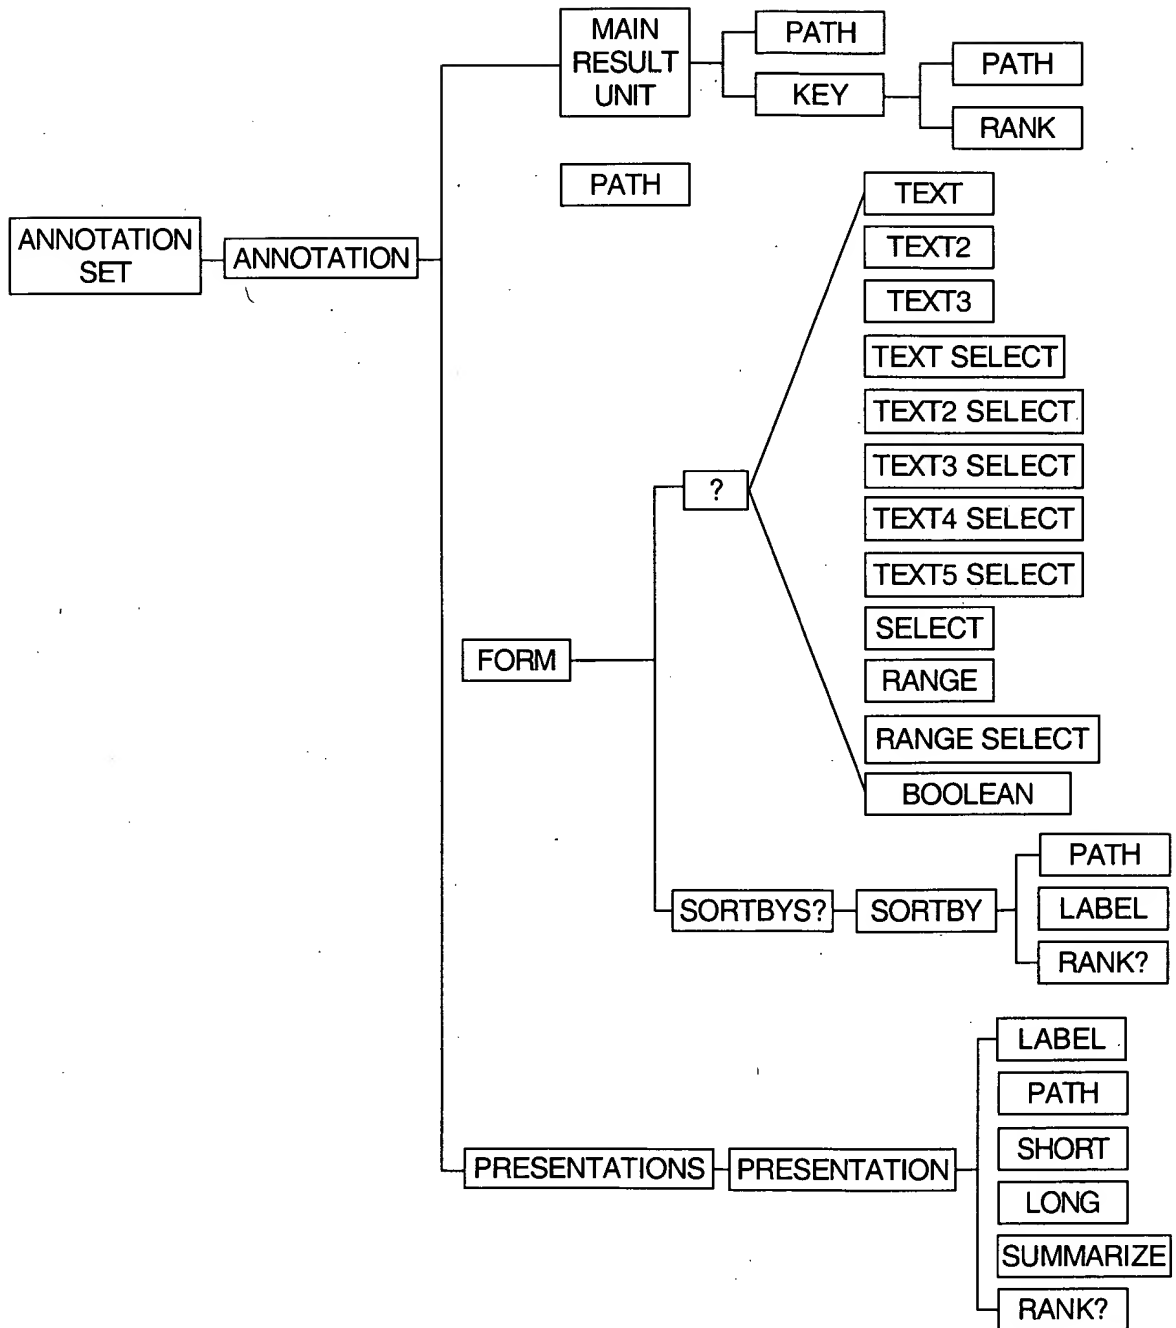 MAIN
RESULT
UNIT
PATH
KEY
PATH
RANK
PATH
ANNOTATION
SET
ANNOTATION
TEXT
TEXT2
TEXT3
TEXT SELECT
TEXT2 SELECT
TEXT3 SELECT
TEXT4 SELECT
TEXT5 SELECT
SELECT
RANGE
RANGE SELECT
BOOLEAN
?
FORM
SORTBYS?
SORTBY
PATH
LABEL
RANK?
PRESENTATIONS
PRESENTATION
LABEL
PATH
SHORT
LONG
SUMMARIZE
RANK?